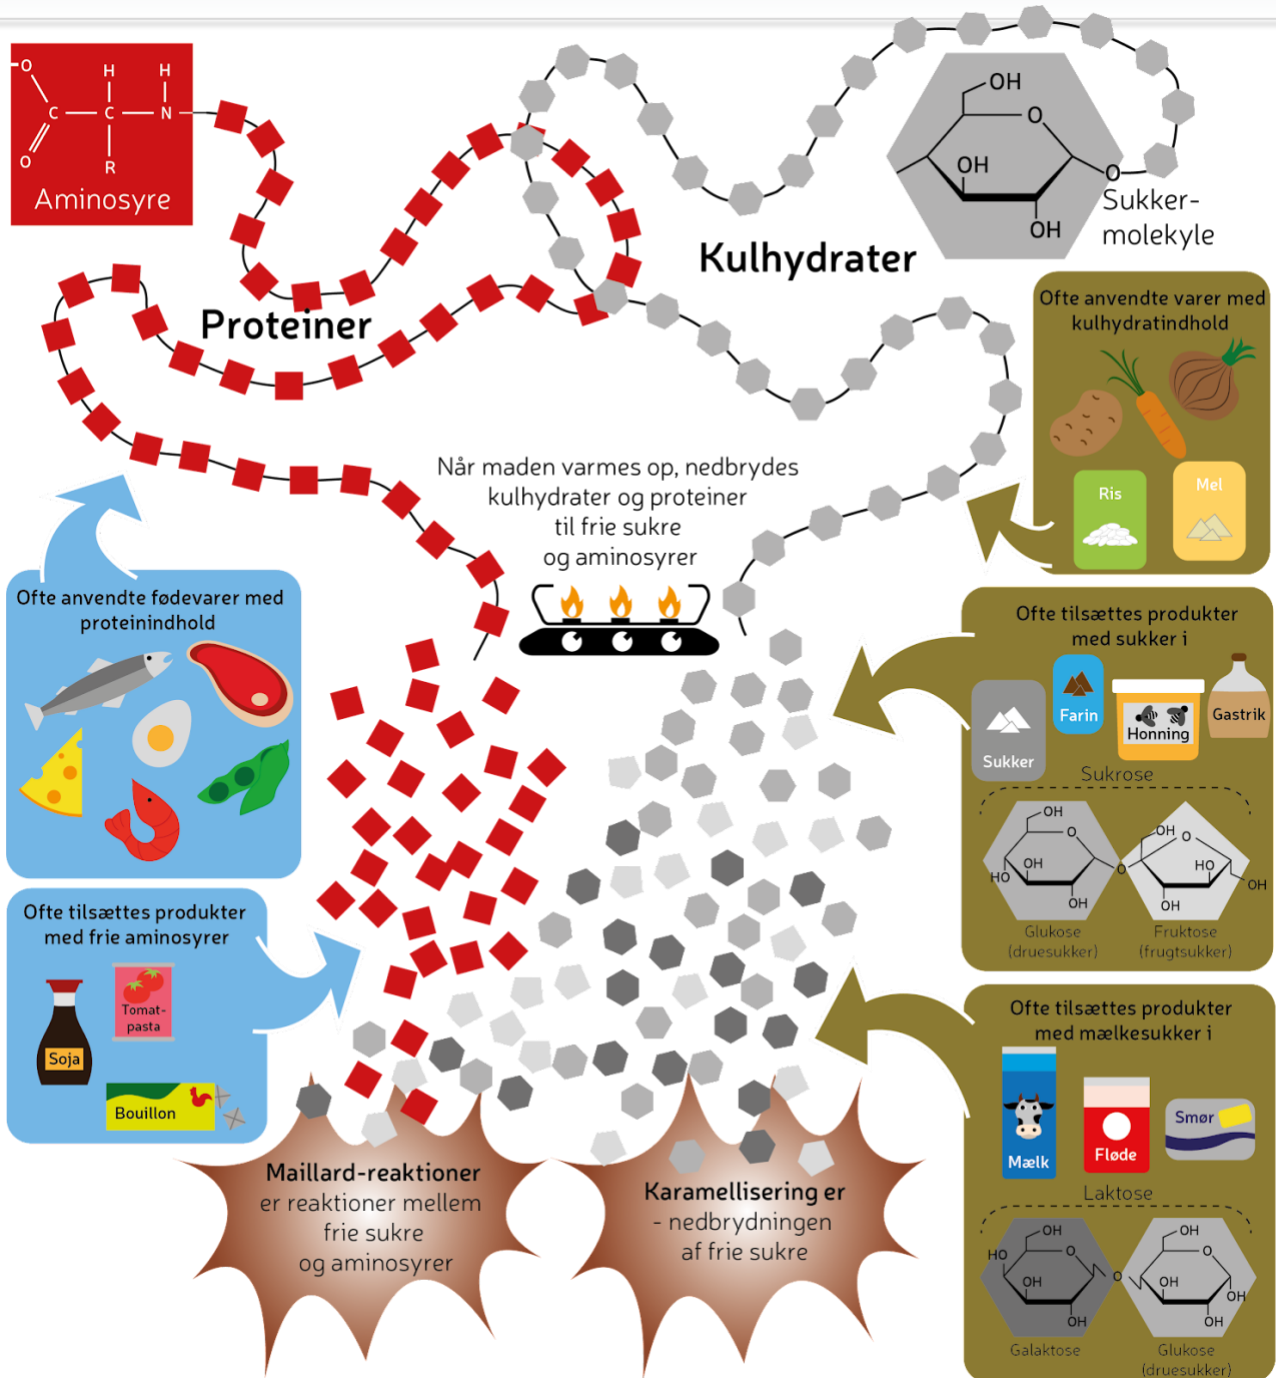 O
H
H
C
C
N
O
R
Aminosyre
OH
O
OH
O
OH
Sukker-
molekyle
Kulhydrater
Proteiner
Ofte anvendte varer med
kulhydratindhold
Ris
Mel
Når maden varmes op, nedbrydes
kulhydrater og proteiner
til frie sukre
og aminosyrer
Ofte anvendte fødevarer med
proteinindhold
Ofte tilsættes produkter
med sukker i
Sukker
Farin
Honning
Gastrik
Sukrose
OH
O
OH
HO
OH
O
OH
O
HO
OH
OH
Glukose
(druesukker)
Fruktose
(frugtsukker)
Ofte tilsættes produkter
med frie aminosyrer
Soja
Tomat-
pasta
Bouillon
Ofte tilsættes produkter
med mælkesukker i
Mælk
Fløde
Smør
Laktose
OH
HO
O
OH
OH
O
OH
O
OH
OH
OH
Galaktose
Glukose
(druesukker)
Maillard-reaktioner
er reaktioner mellem
frie sukre
og aminosyrer
Karamellisering er
- nedbrydningen
af frie sukre